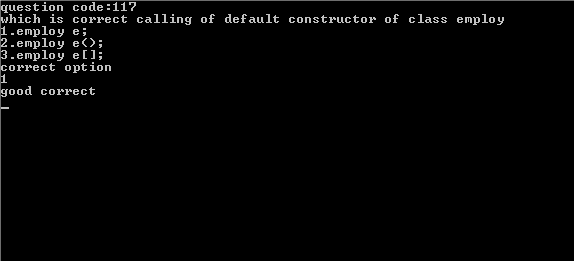 question code:117
which is correct calling of default constructor of class employ
1.employ e;
2.employ e();
3.employ e[];
correct option
1
good correct